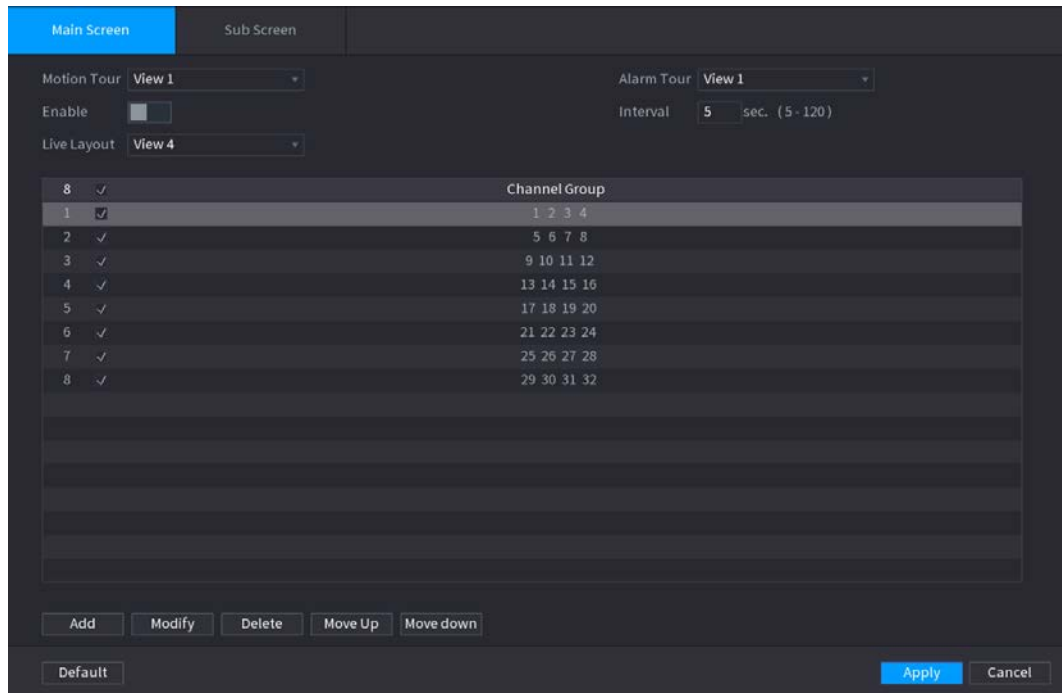 Main Screen Sub Screen
Motion Tour View 1 Alarm Tour View 1
Enable Interval 5 sec. (5-120)
Live Layout View 4
8 Channel Group
1 1 2 3 4
2 5 6 7 8
3 9 10 11 12
4 13 14 15 16
5 17 18 19 20
6 21 22 23 24
7 25 26 27 28
8 29 30 31 32
Add Modify Delete Move Up Move down
Default Apply Cancel